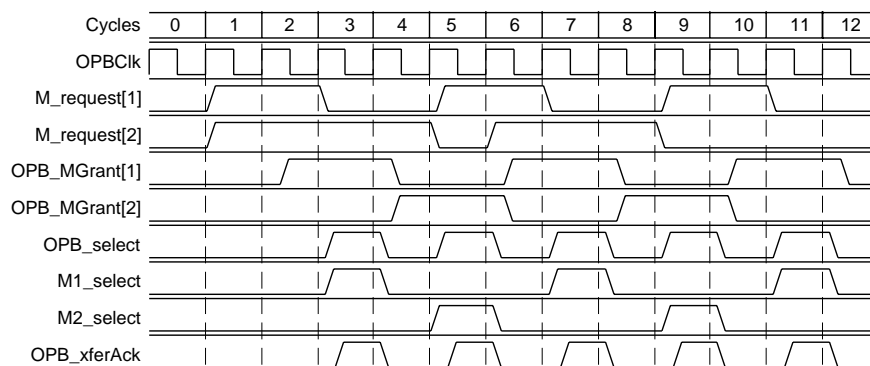 Cycles 0 1 2 3 4 5 6 7 8 9 10 11 12
OPBClk
M_request[1]
M_request[2]
OPB_MGrant[1]
OPB_MGrant[2]
OPB_select
M1_select
M2_select
OPB_xferAck